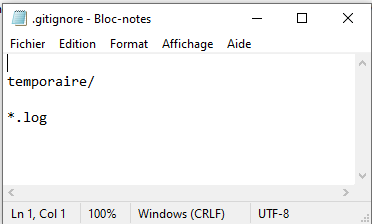 .gitignore - Bloc-notes
Fichier Edition Format Affichage Aide
temporaire/
*.log
Ln 1, Col 1 100% Windows (CRLF) UTF-8